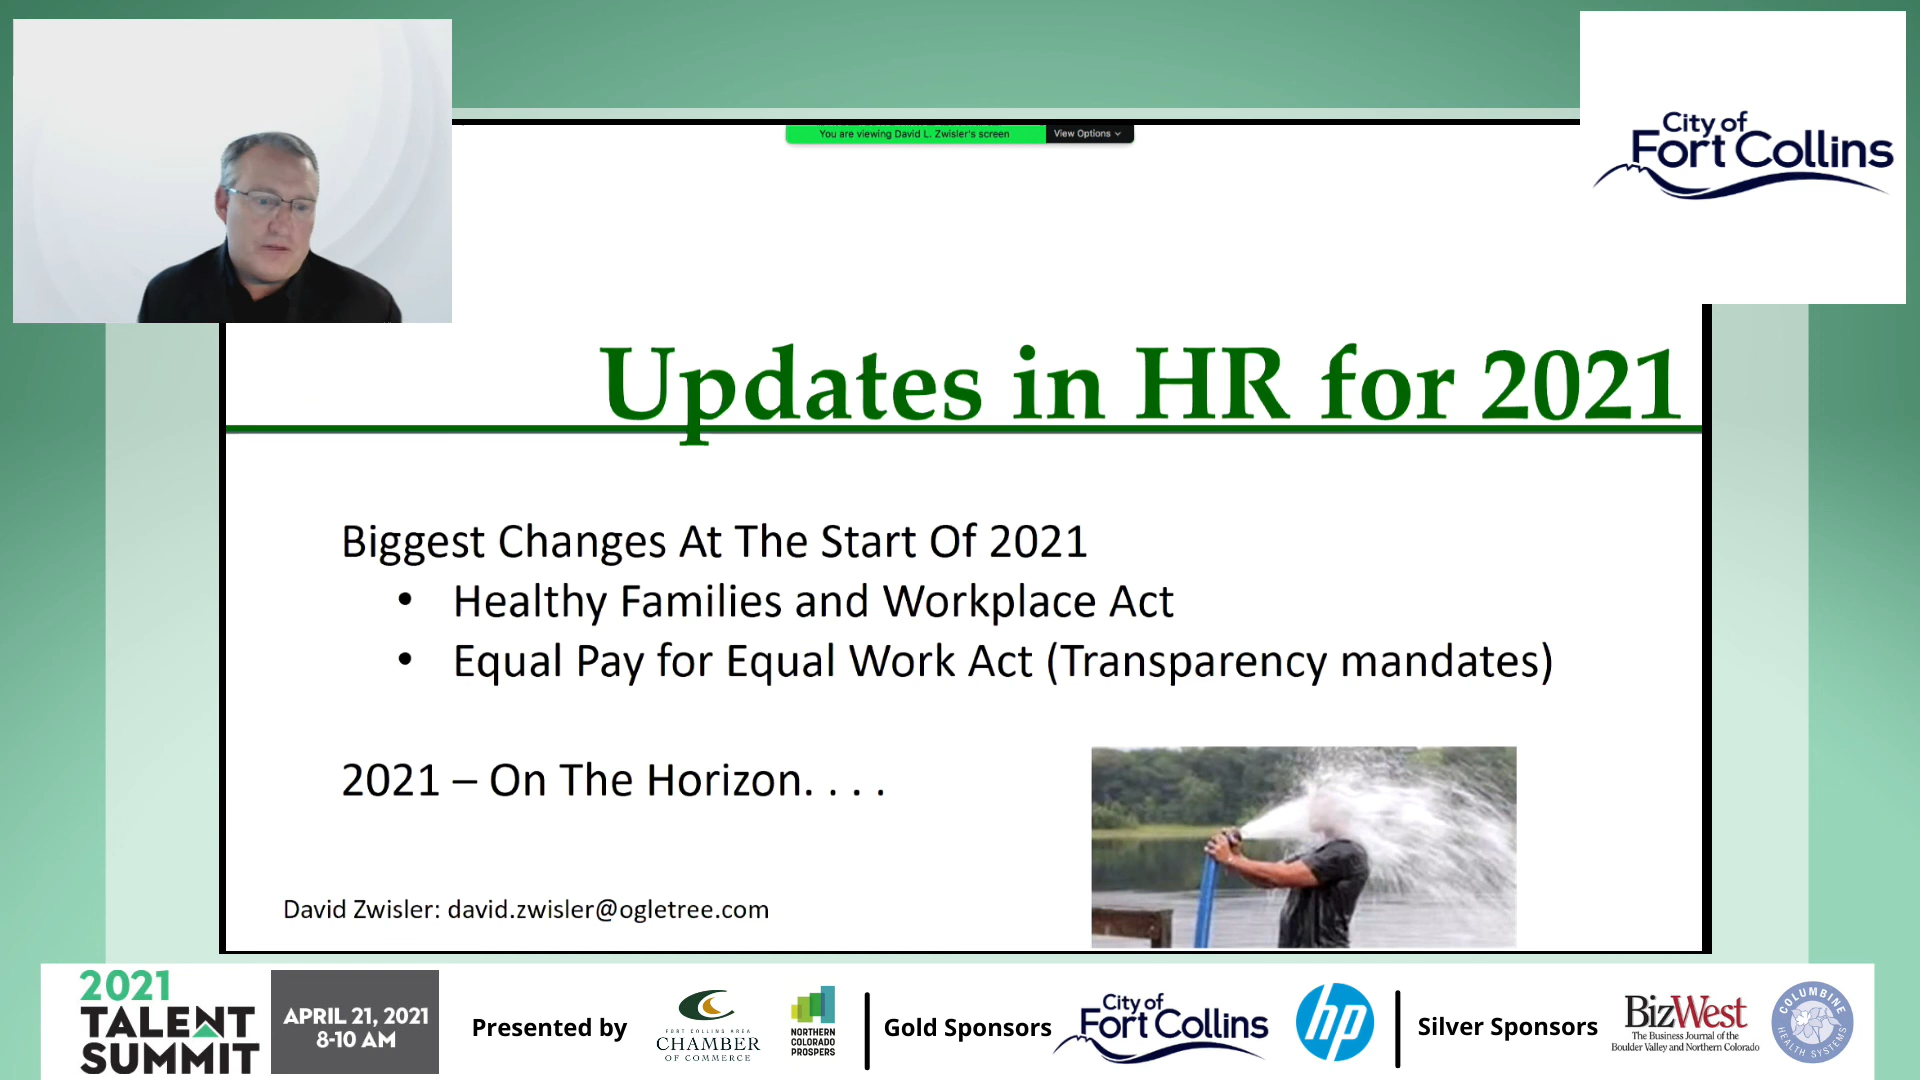 You are viewing David L. Zwisler's screen
View Options
City of
Fort Collins
Updates in HR for 2021
Biggest Changes At The Start Of 2021
• Healthy Families and Workplace Act
• Equal Pay for Equal Work Act (Transparency mandates)
2021 – On The Horizon. . . .
David Zwisler: david.zwisler@ogletree.com
2021
TALENT
SUMMIT
APRIL 21, 2021
8-10 AM
Presented by
FORT COLLINS AREA
CHAMBER
OF COMMERCE
NORTHERN
COLORADO
PROSPERS
Gold Sponsors
City of
Fort Collins
hp
Silver Sponsors
BizWest
The Business Journal of the
Boulder Valley and Northern Colorado
COLUMBINE
HEALTH SYSTEMS